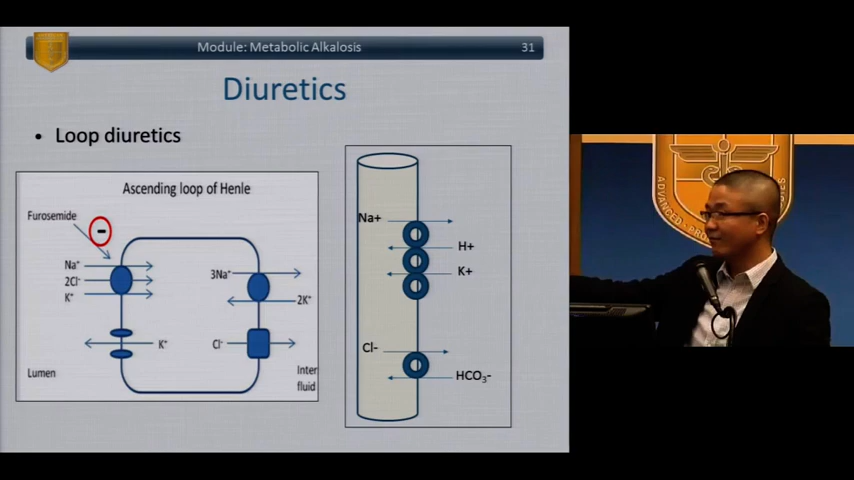 Module: Metabolic Alkalosis
31
Diuretics
• Loop diuretics
Ascending loop of Henle
Furosemide
-
Na⁺
2Cl⁻
K⁺
K⁺
3Na⁺
2K⁺
Cl⁻
Lumen
Inter
fluid
Na+
H+
K+
Cl-
HCO₃-
ADVANCED